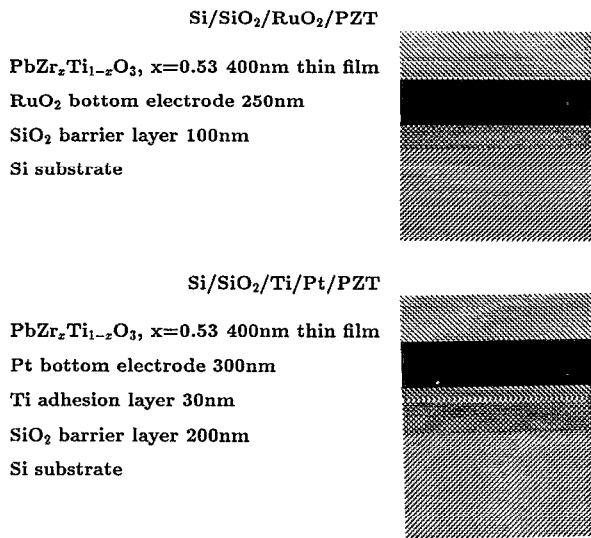 Si/SiO₂/RuO₂/PZT
PbZrₓTi₁₋ₓO₃, x=0.53 400nm thin film
RuO₂ bottom electrode 250nm
SiO₂ barrier layer 100nm
Si substrate
Si/SiO₂/Ti/Pt/PZT
PbZrₓTi₁₋ₓO₃, x=0.53 400nm thin film
Pt bottom electrode 300nm
Ti adhesion layer 30nm
SiO₂ barrier layer 200nm
Si substrate